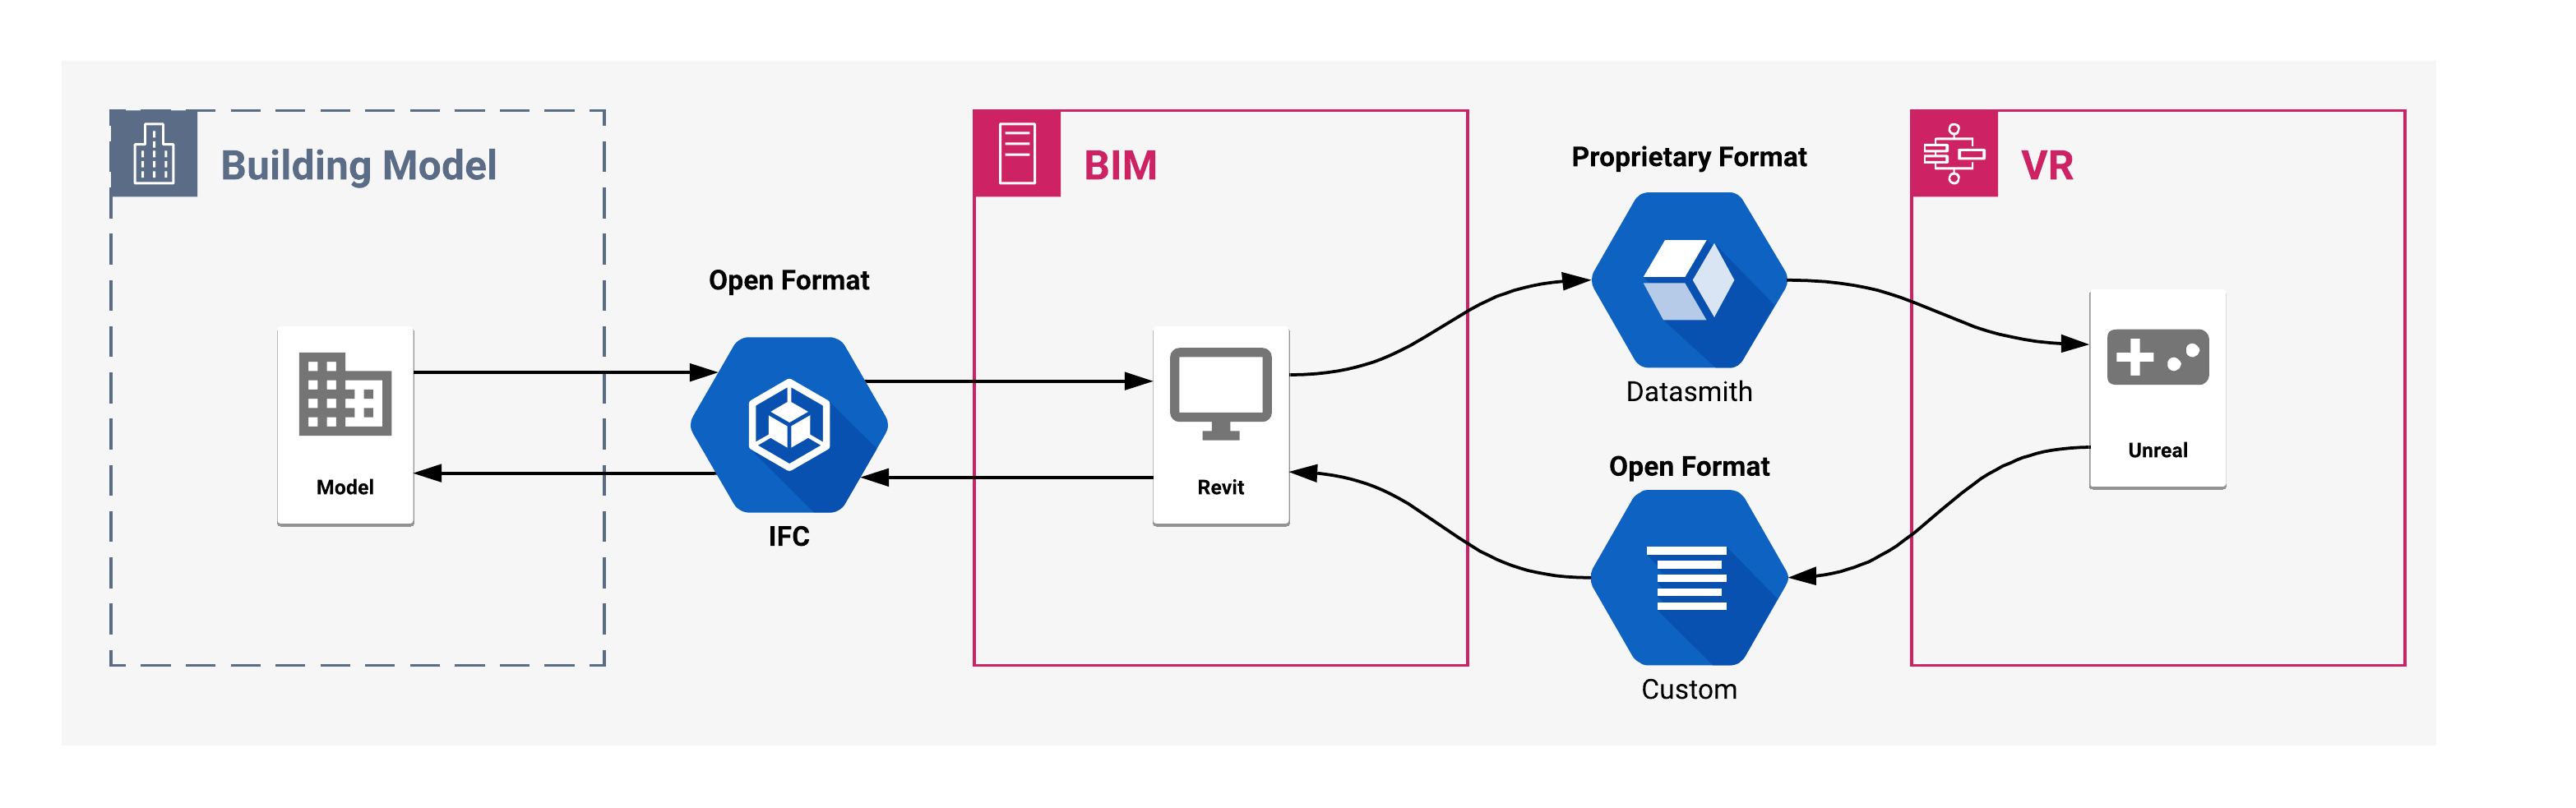 Building Model
Model
Open Format
IFC
BIM
Revit
Proprietary Format
Datasmith
Open Format
Custom
VR
Unreal